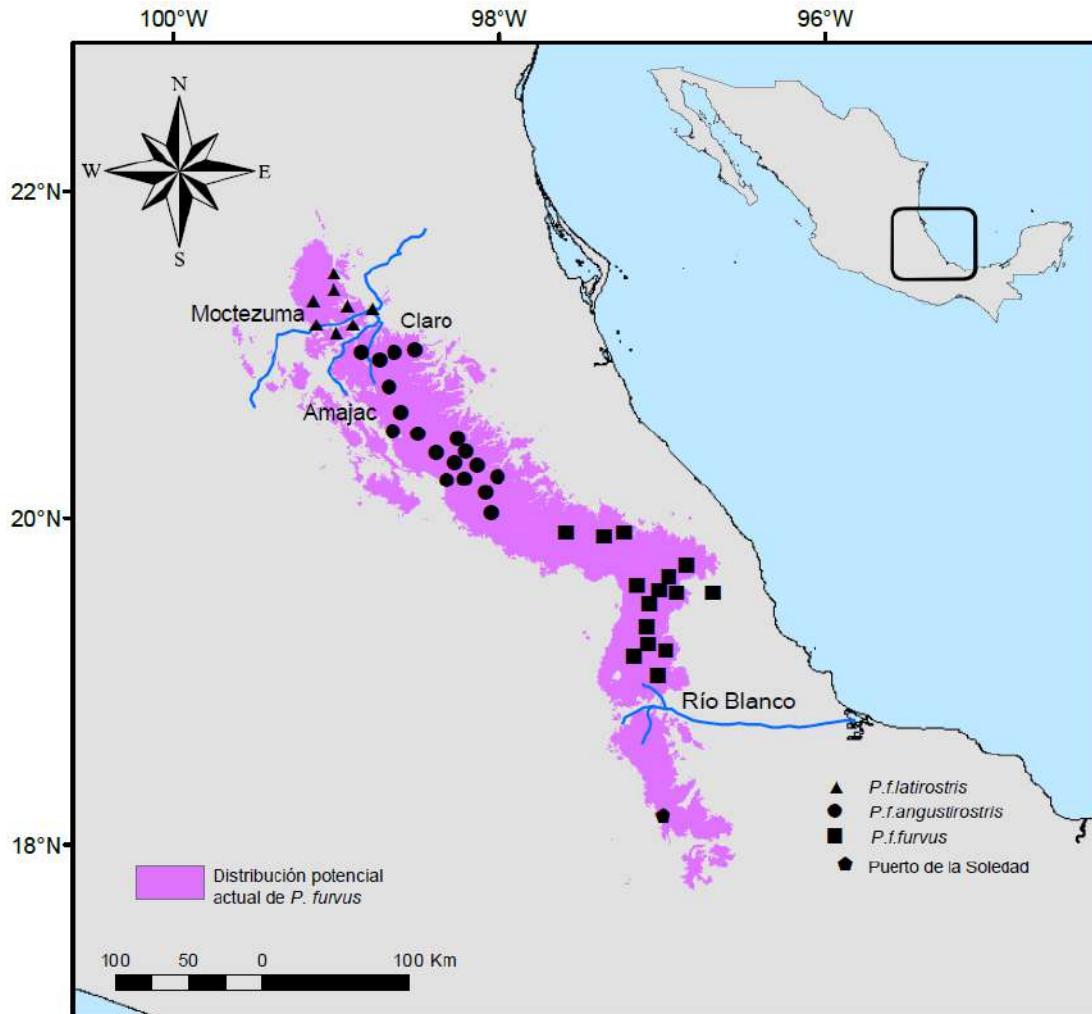 100°W 98°W 96°W
N
W E
S
22°N
Moctezuma
Claro
Amajac
20°N
Río Blanco
P.f.latirostris
P.f.angustirostris
P.f.furvus
Puerto de la Soledad
18°N
Distribución potencial
actual de P. furvus
100 50 0 100 Km